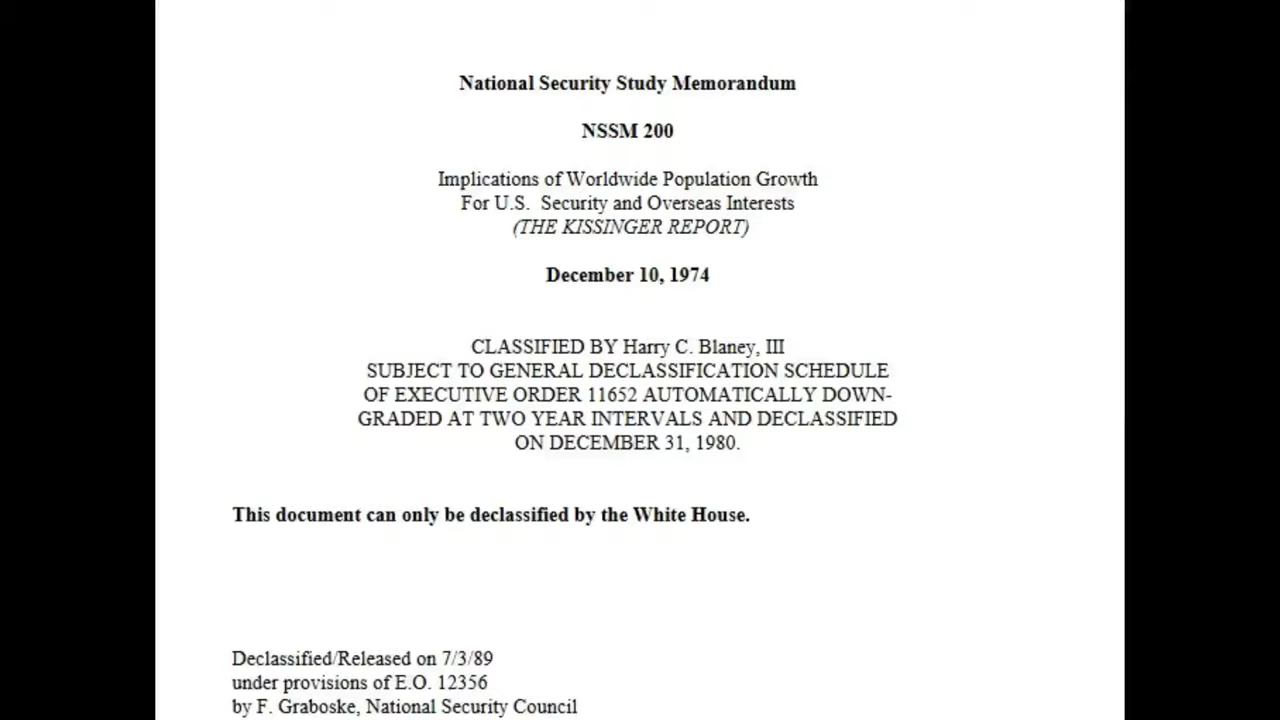 National Security Study Memorandum
NSSM 200
Implications of Worldwide Population Growth
For U.S. Security and Overseas Interests
(THE KISSINGER REPORT)
December 10, 1974
CLASSIFIED BY Harry C. Blaney, III
SUBJECT TO GENERAL DECLASSIFICATION SCHEDULE
OF EXECUTIVE ORDER 11652 AUTOMATICALLY DOWN-
GRADED AT TWO YEAR INTERVALS AND DECLASSIFIED
ON DECEMBER 31, 1980.
This document can only be declassified by the White House.
Declassified/Released on 7/3/89
under provisions of E.O. 12356
by F. Graboske, National Security Council